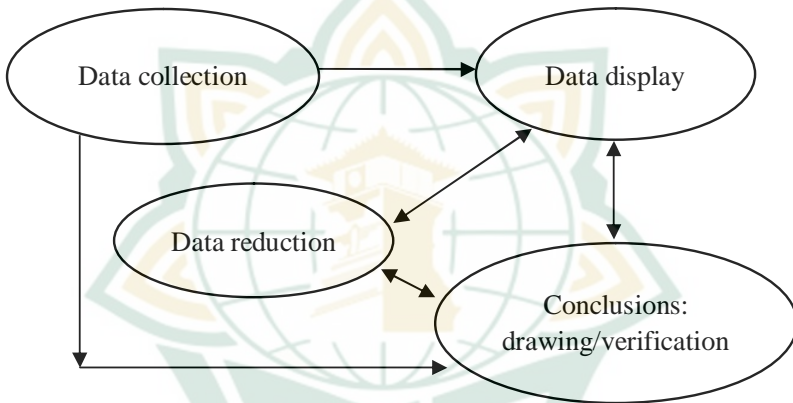 Data collection
Data display
Data reduction
Conclusions:
drawing/verification